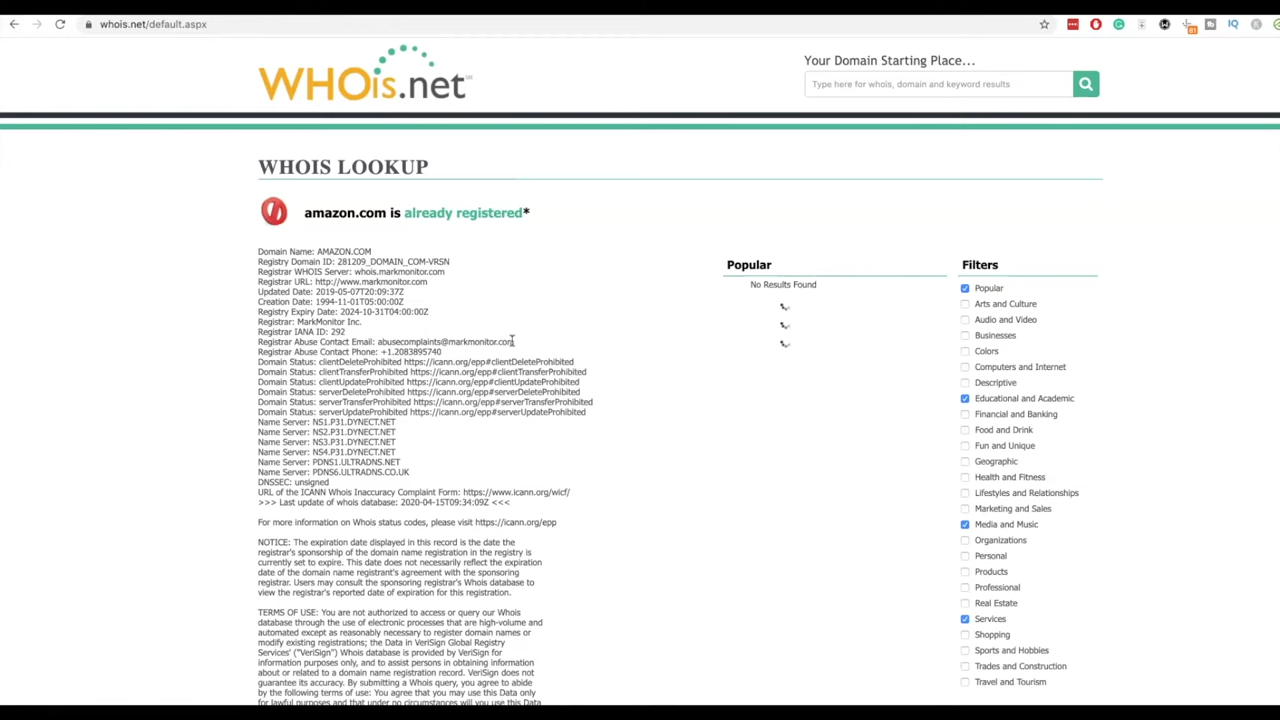 whois.net/default.aspx
81
WHOis.net
Your Domain Starting Place...
Type here for whois, domain and keyword results
WHOIS LOOKUP
amazon.com is already registered*
Domain Name: AMAZON.COM
Registry Domain ID: 281209_DOMAIN_COM-VRSN
Registrar WHOIS Server: whois.markmonitor.com
Registrar URL: http://www.markmonitor.com
Updated Date: 2019-05-07T20:09:37Z
Creation Date: 1994-11-01T05:00:00Z
Registry Expiry Date: 2024-10-31T04:00:00Z
Registrar: MarkMonitor Inc.
Registrar IANA ID: 292
Registrar Abuse Contact Email: abusecomplaints@markmonitor.com
Registrar Abuse Contact Phone: +1.2083895740
Domain Status: clientDeleteProhibited https://icann.org/epp#clientDeleteProhibited
Domain Status: clientTransferProhibited https://icann.org/epp#clientTransferProhibited
Domain Status: clientUpdateProhibited https://icann.org/epp#clientUpdateProhibited
Domain Status: serverDeleteProhibited https://icann.org/epp#serverDeleteProhibited
Domain Status: serverTransferProhibited https://icann.org/epp#serverTransferProhibited
Domain Status: serverUpdateProhibited https://icann.org/epp#serverUpdateProhibited
Name Server: NS1.P31.DYNECT.NET
Name Server: NS2.P31.DYNECT.NET
Name Server: NS3.P31.DYNECT.NET
Name Server: NS4.P31.DYNECT.NET
Name Server: PDNS1.ULTRADNS.NET
Name Server: PDNS6.ULTRADNS.CO.UK
DNSSEC: unsigned
URL of the ICANN Whois Inaccuracy Complaint Form: https://www.icann.org/wicf/
>>> Last update of whois database: 2020-04-15T09:34:09Z <<<
For more information on Whois status codes, please visit https://icann.org/epp
NOTICE: The expiration date displayed in this record is the date the
registrar's sponsorship of the domain name registration in the registry is
currently set to expire. This date does not necessarily reflect the expiration
date of the domain name registrant's agreement with the sponsoring
registrar. Users may consult the sponsoring registrar's Whois database to
view the registrar's reported date of expiration for this registration.
TERMS OF USE: You are not authorized to access or query our Whois
database through the use of electronic processes that are high-volume and
automated except as reasonably necessary to register domain names or
modify existing registrations; the Data in VeriSign Global Registry
Services' ("VeriSign") Whois database is provided by VeriSign for
information purposes only, and to assist persons in obtaining information
about or related to a domain name registration record. VeriSign does not
guarantee its accuracy. By submitting a Whois query, you agree to abide
by the following terms of use: You agree that you may use this Data only
for lawful purposes and that under no circumstances will you use this Data
Popular
No Results Found
Filters
Popular
Arts and Culture
Audio and Video
Businesses
Colors
Computers and Internet
Descriptive
Educational and Academic
Financial and Banking
Food and Drink
Fun and Unique
Geographic
Health and Fitness
Lifestyles and Relationships
Marketing and Sales
Media and Music
Organizations
Personal
Products
Professional
Real Estate
Services
Shopping
Sports and Hobbies
Trades and Construction
Travel and Tourism